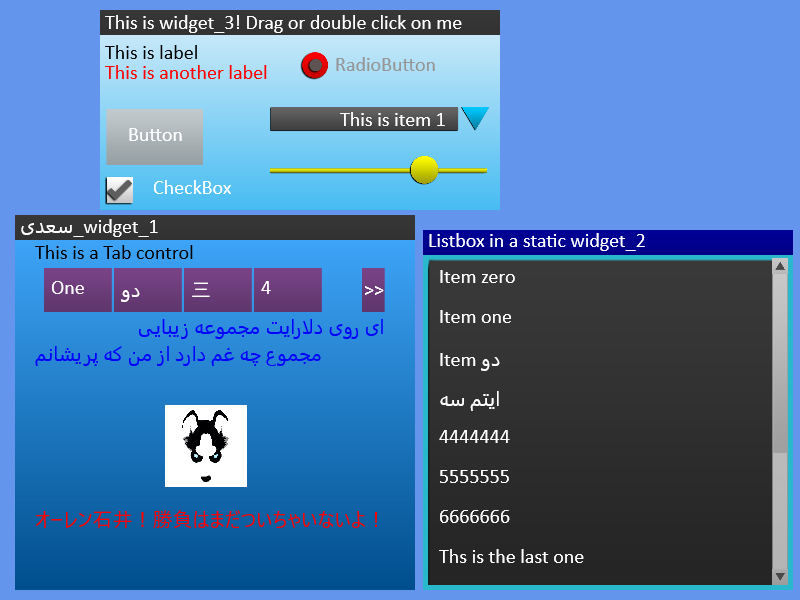 This is widget_3! Drag or double click on me
This is label
This is another label
RadioButton
Button
This is item 1
CheckBox
سعدی_widget_1
This is a Tab control
One
دو
三
4
>>
ای روی دلارایت مجموعه زیبایی
مجموع چه غم دارد از من که پریشانم
オーレン石井！勝負はまだついちゃいないよ！
Listbox in a static widget_2
Item zero
Item one
Item دو
ایتم سه
4444444
5555555
6666666
Ths is the last one